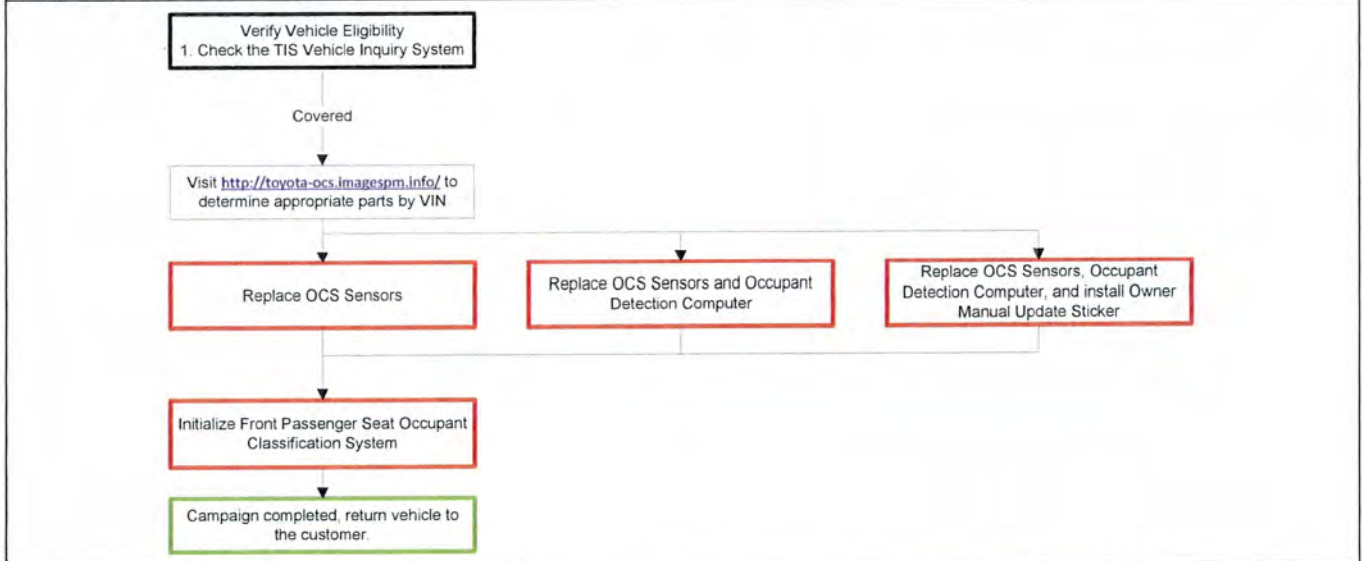 Verify Vehicle Eligibility
1. Check the TIS Vehicle Inquiry System
Covered
Visit http://toyota-ocs.imagespm.info/ to
determine appropriate parts by VIN
Replace OCS Sensors
Replace OCS Sensors and Occupant
Detection Computer
Replace OCS Sensors, Occupant
Detection Computer, and install Owner
Manual Update Sticker
Initialize Front Passenger Seat Occupant
Classification System
Campaign completed, return vehicle to
the customer.